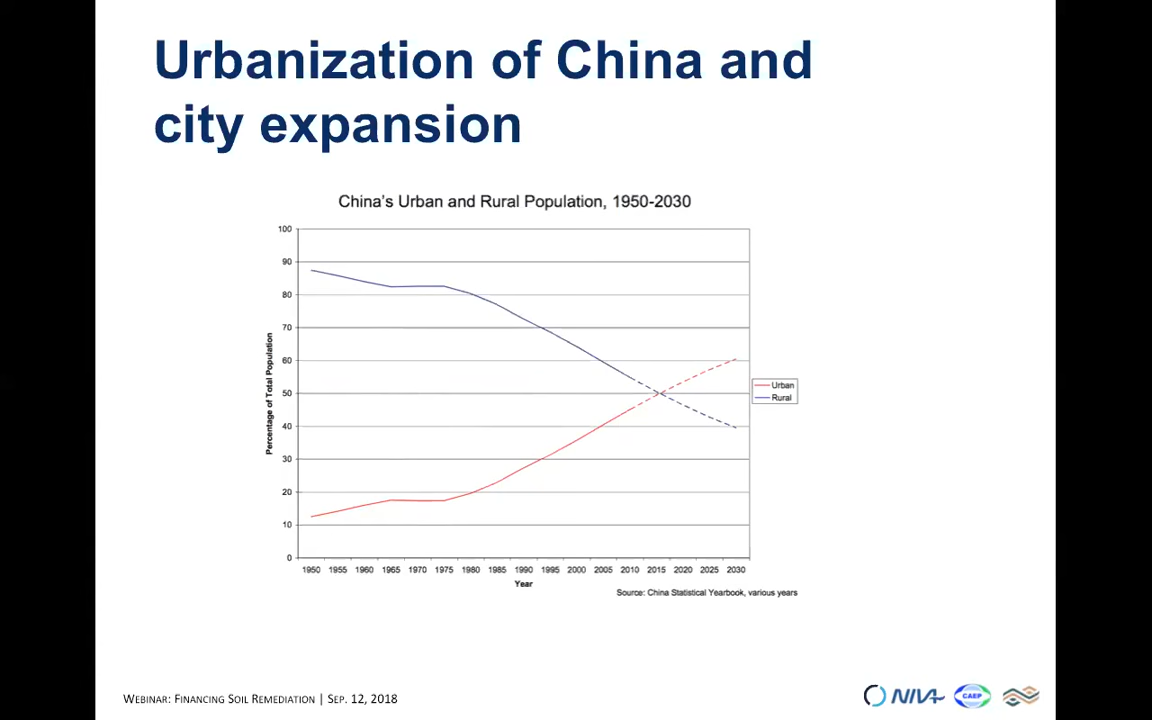 Urbanization of China and
city expansion
China's Urban and Rural Population, 1950-2030
100
90
80
70
60
50
40
30
20
10
0
Percentage of Total Population
Urban
Rural
1950 1955 1960 1965 1970 1975 1980 1985 1990 1995 2000 2005 2010 2015 2020 2025 2030
Year
Source: China Statistical Yearbook, various years
WEBINAR: FINANCING SOIL REMEDIATION | SEP. 12, 2018
NIVA
CAEP